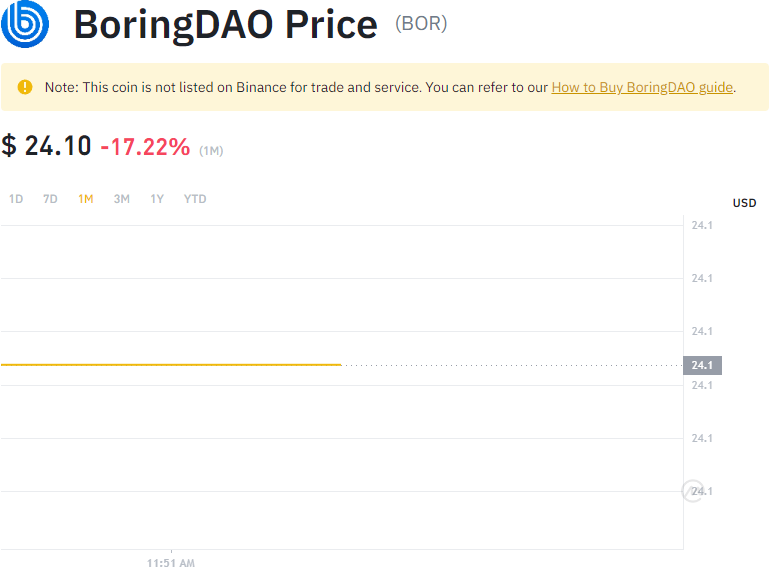 BoringDAO Price (BOR)
Note: This coin is not listed on Binance for trade and service. You can refer to our How to Buy BoringDAO guide.
$ 24.10 -17.22% (1M)
1D 7D 1M 3M 1Y YTD
USD
24.1
24.1
24.1
24.1
24.1
24.1
24.1
11:51 AM